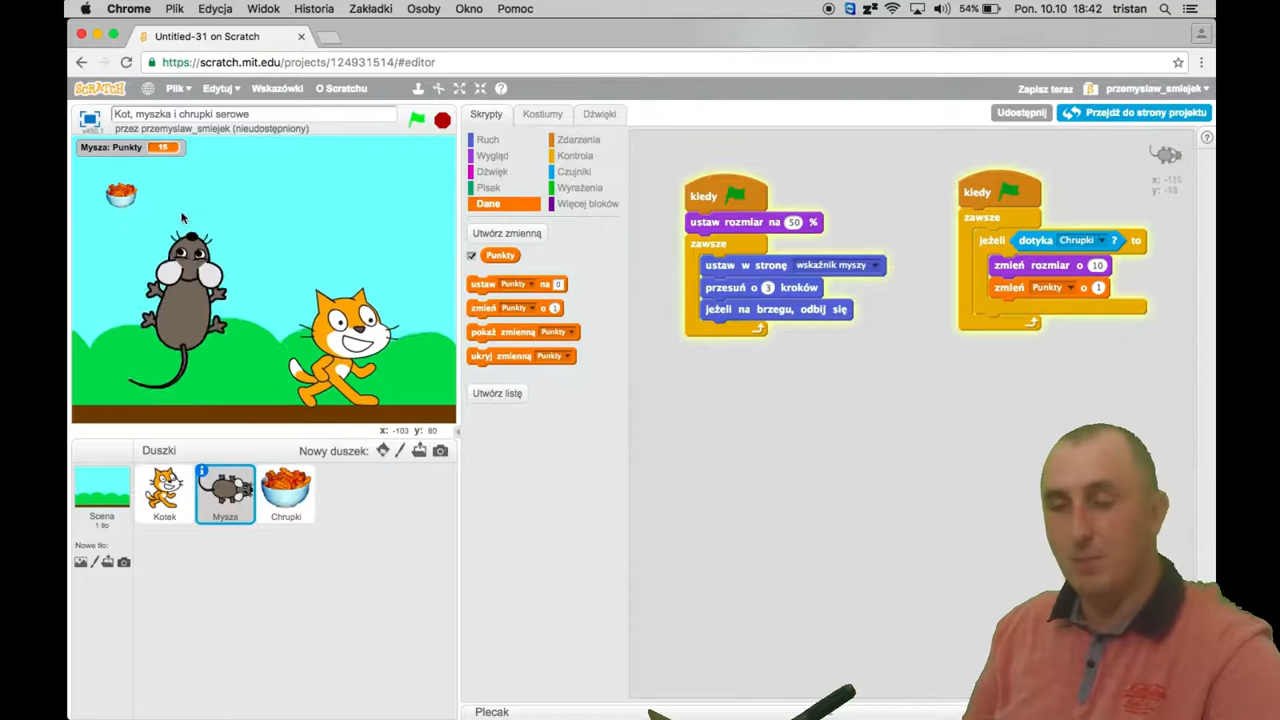 Chrome Plik Edycja Widok Historia Zakładki Osoby Okno Pomoc 54% Pon. 10.10 18:42 tristan
Untitled-31 on Scratch
https://scratch.mit.edu/projects/124931514/#editor
SCRATCH Plik Edytuj Wskazówki O Scratchu Zapisz teraz przemyslaw_smiejek
Kot, myszka i chrupki serowe
przez przemyslaw_smiejek (nieudostępniony)
v450.1
Udostępnij Przejdź do strony projektu
Skrypty Kostiumy Dźwięki
Mysza: Punkty 15
Ruch Zdarzenia
Wygląd Kontrola
Dźwięk Czujniki
Pisak Wyrażenia
Dane Więcej bloków
Utwórz zmienną
Punkty
ustaw Punkty na 0
zmień Punkty o 1
pokaż zmienną Punkty
ukryj zmienną Punkty
Utwórz listę
kiedy
ustaw rozmiar na 50 %
zawsze
ustaw w stronę wskaźnik myszy
przesuń o 3 kroków
jeżeli na brzegu, odbij się
kiedy
zawsze
jeżeli dotyka Chrupki ? to
zmień rozmiar o 10
zmień Punkty o 1
x: -103 y: 80
Duszki Nowy duszek:
Scena
1 tło
Nowe tło:
Kotek Mysza Chrupki
Plecak